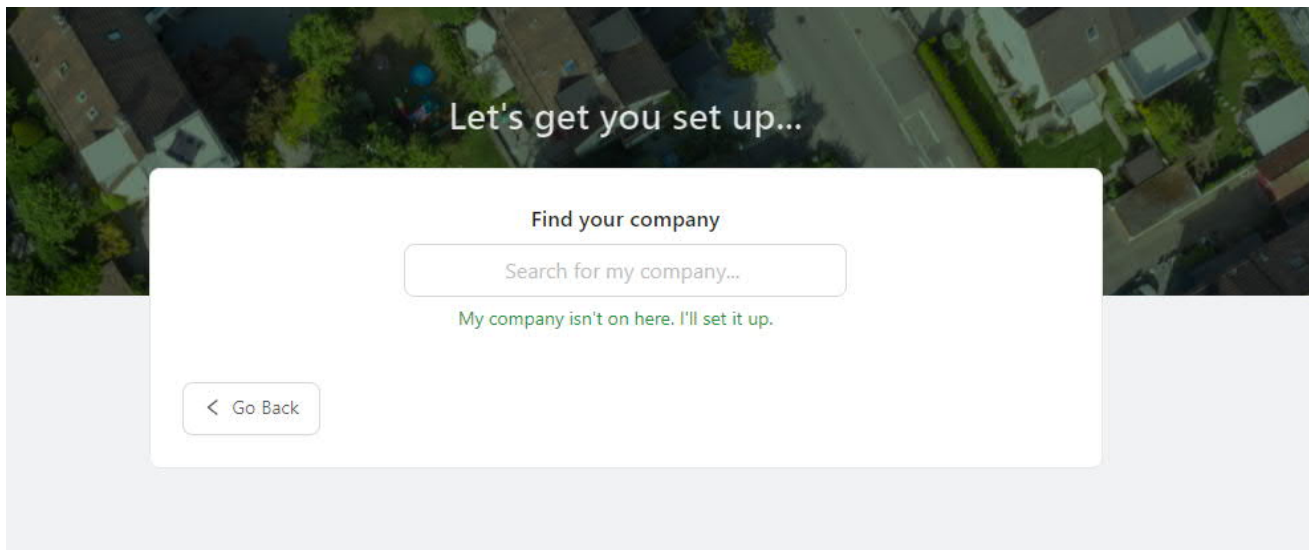 Let's get you set up...
Find your company
Search for my company...
My company isn't on here. I'll set it up.
Go Back